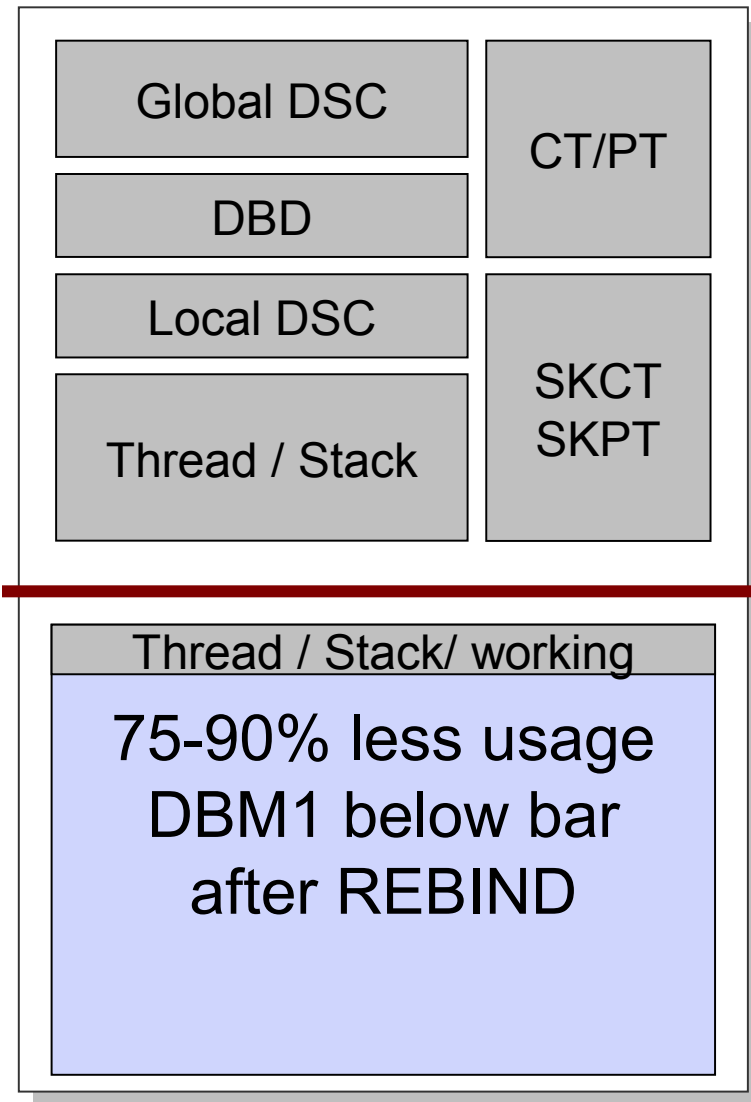 Global DSC
CT/PT
DBD
Local DSC
SKCT
SKPT
Thread / Stack
Thread / Stack/ working
75-90% less usage
DBM1 below bar
after REBIND